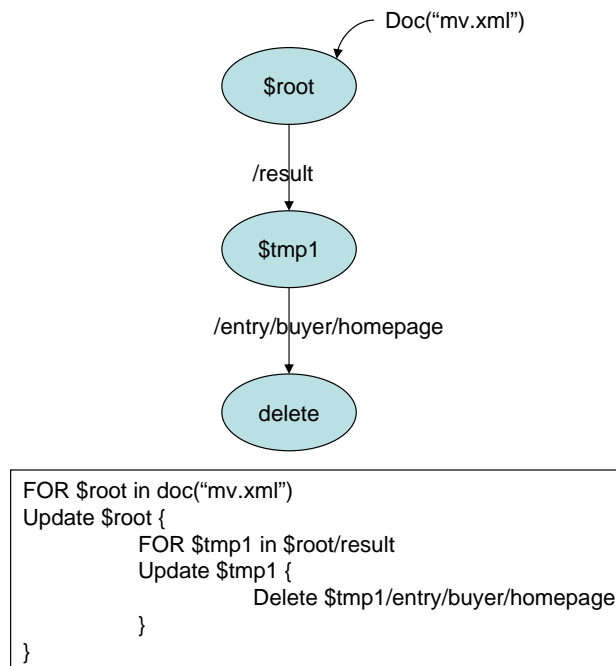 Doc(“mv.xml”)
$root
/result
$tmp1
/entry/buyer/homepage
delete
FOR $root in doc(“mv.xml”)
Update $root {
FOR $tmp1 in $root/result
Update $tmp1 {
Delete $tmp1/entry/buyer/homepage
}
}